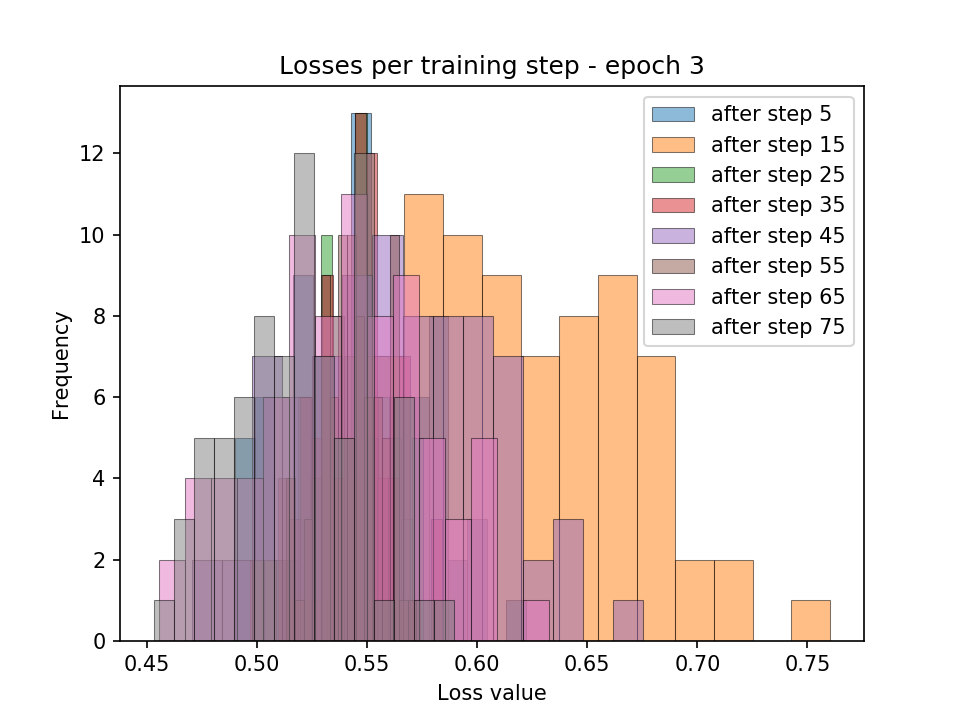 Losses per training step - epoch 3
after step 5
after step 15
after step 25
after step 35
after step 45
after step 55
after step 65
after step 75
Frequency
12
10
8
6
4
2
0
0.45 0.50 0.55 0.60 0.65 0.70 0.75
Loss value